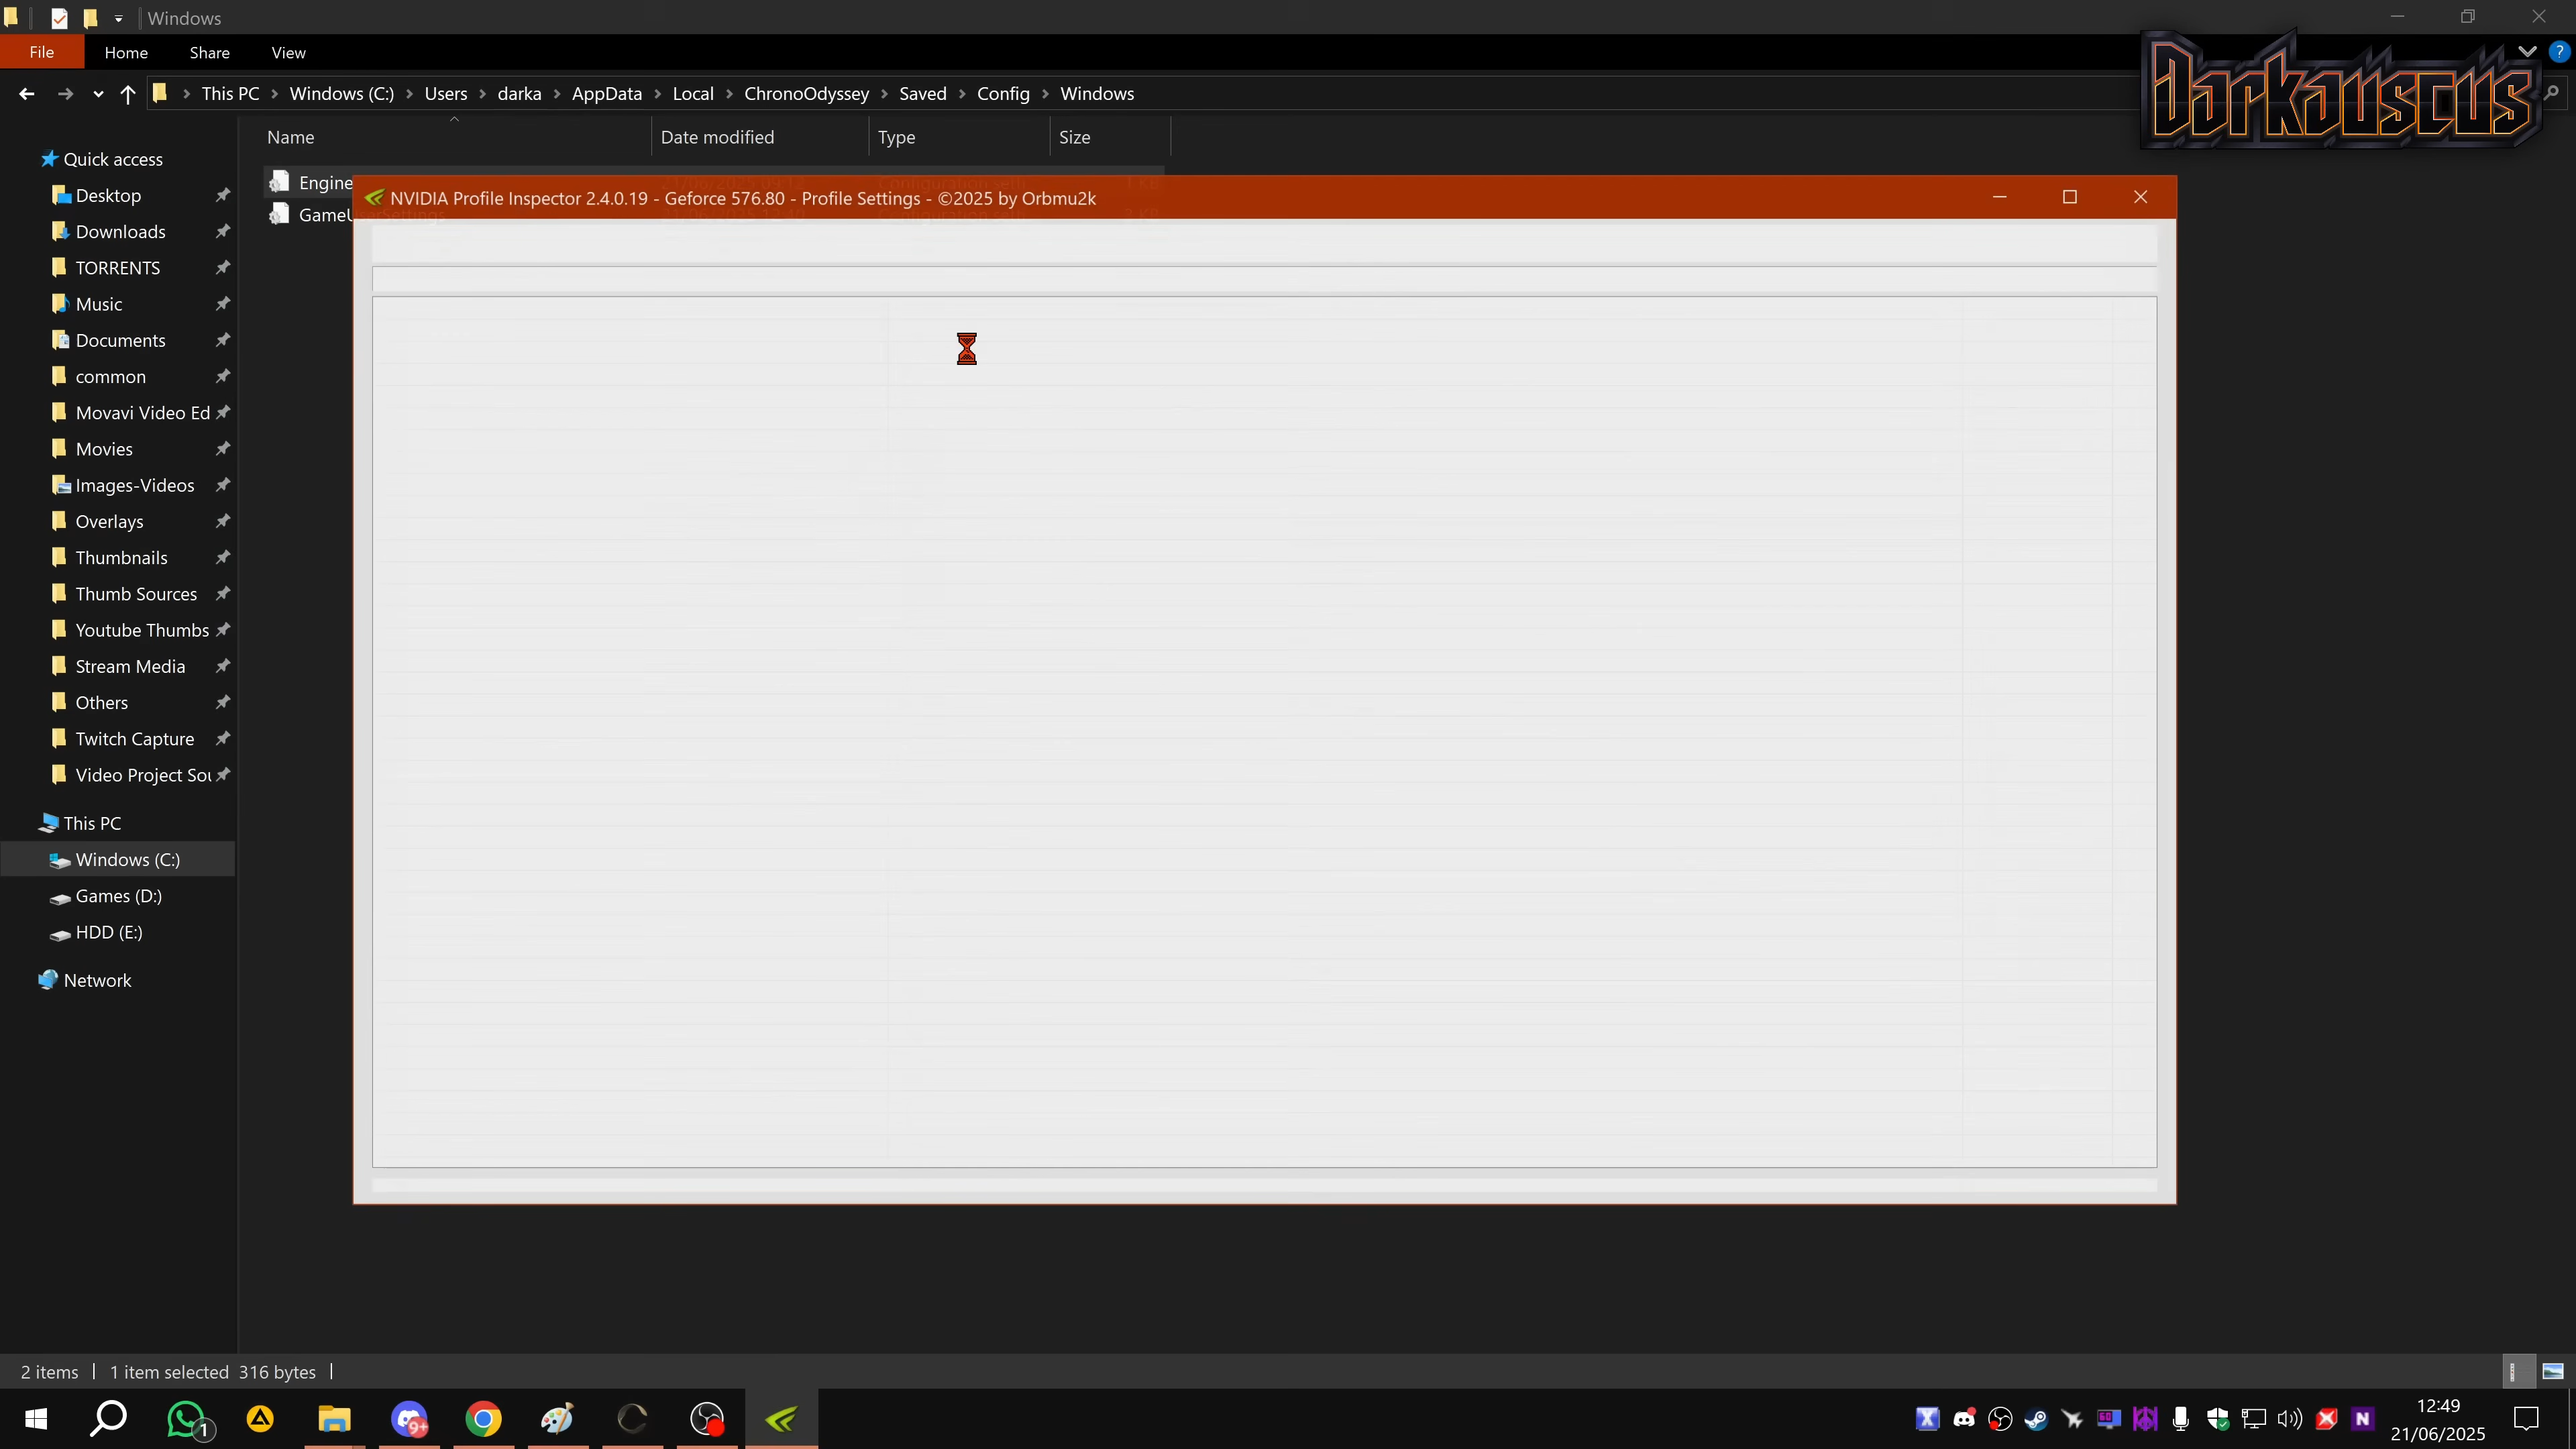 Windows
File Home Share View
This PC Windows (C:) Users darka AppData Local ChronoOdyssey Saved Config Windows
Darkauscus
Name Date modified Type Size
Quick access
Desktop
Downloads
TORRENTS
Music
Documents
common
Movavi Video Ed
Movies
Images-Videos
Overlays
Thumbnails
Thumb Sources
Youtube Thumbs
Stream Media
Others
Twitch Capture
Video Project Sou
This PC
Windows (C:)
Games (D:)
HDD (E:)
Network
Engine
GameUserSettings
NVIDIA Profile Inspector 2.4.0.19 - Geforce 576.80 - Profile Settings - ©2025 by Orbmu2k
2 items 1 item selected 316 bytes
1
9+
60
N
12:49
21/06/2025